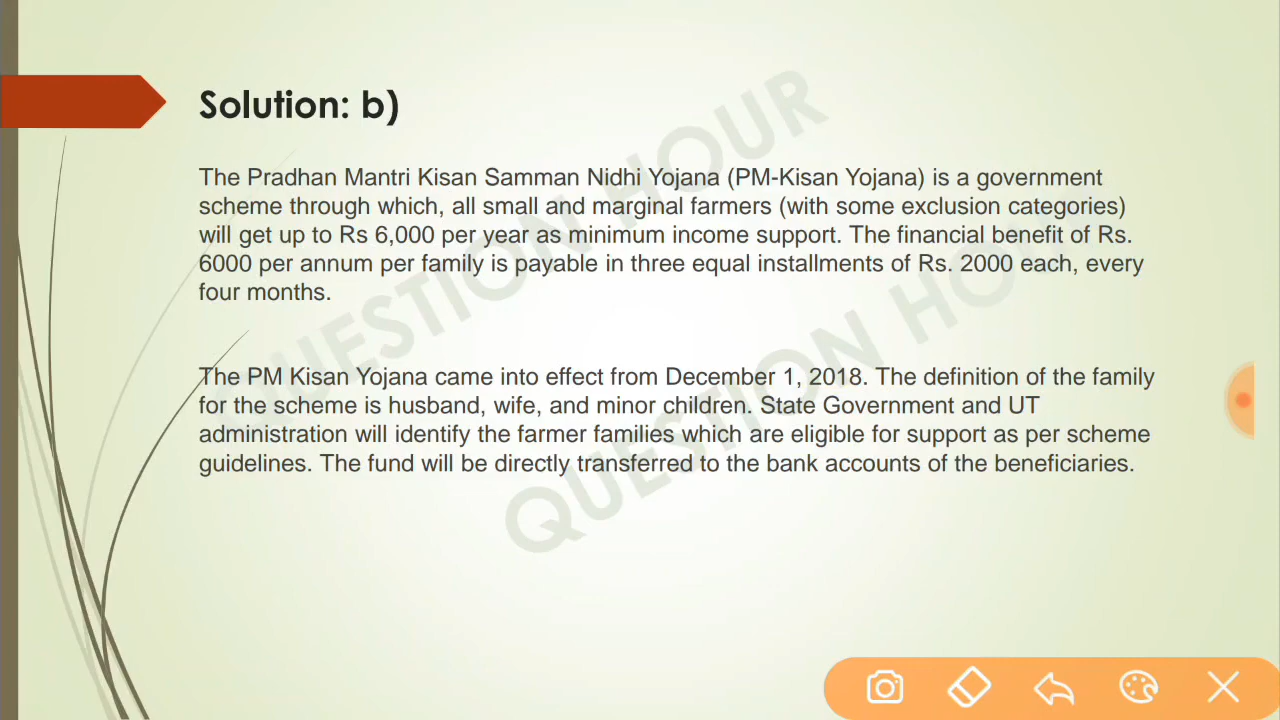 Solution: b)
The Pradhan Mantri Kisan Samman Nidhi Yojana (PM-Kisan Yojana) is a government
scheme through which, all small and marginal farmers (with some exclusion categories)
will get up to Rs 6,000 per year as minimum income support. The financial benefit of Rs.
6000 per annum per family is payable in three equal installments of Rs. 2000 each, every
four months.
The PM Kisan Yojana came into effect from December 1, 2018. The definition of the family
for the scheme is husband, wife, and minor children. State Government and UT
administration will identify the farmer families which are eligible for support as per scheme
guidelines. The fund will be directly transferred to the bank accounts of the beneficiaries.
QUESTION HOUR
QUESTION HOU